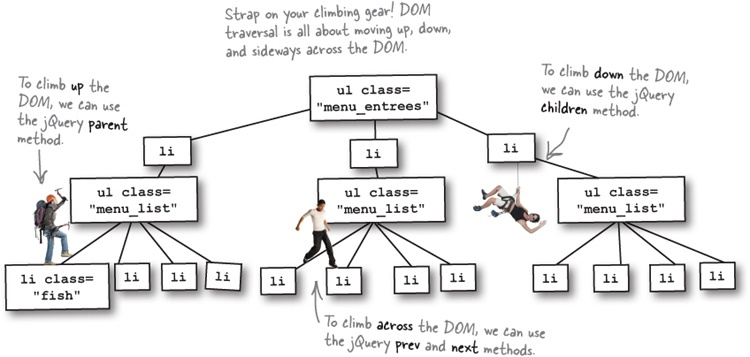 Strap on your climbing gear! DOM
traversal is all about moving up, down,
and sideways across the DOM.
To climb up the
DOM, we can use
the jQuery parent
method.
To climb down the DOM,
we can use the jQuery
children method.
ul class=
"menu_entrees"
li
li
li
ul class=
"menu_list"
ul class=
"menu_list"
ul class=
"menu_list"
li class=
"fish"
li
li
li
li
li
li
li
li
li
li
li
To climb across the DOM, we can use
the jQuery prev and next methods.